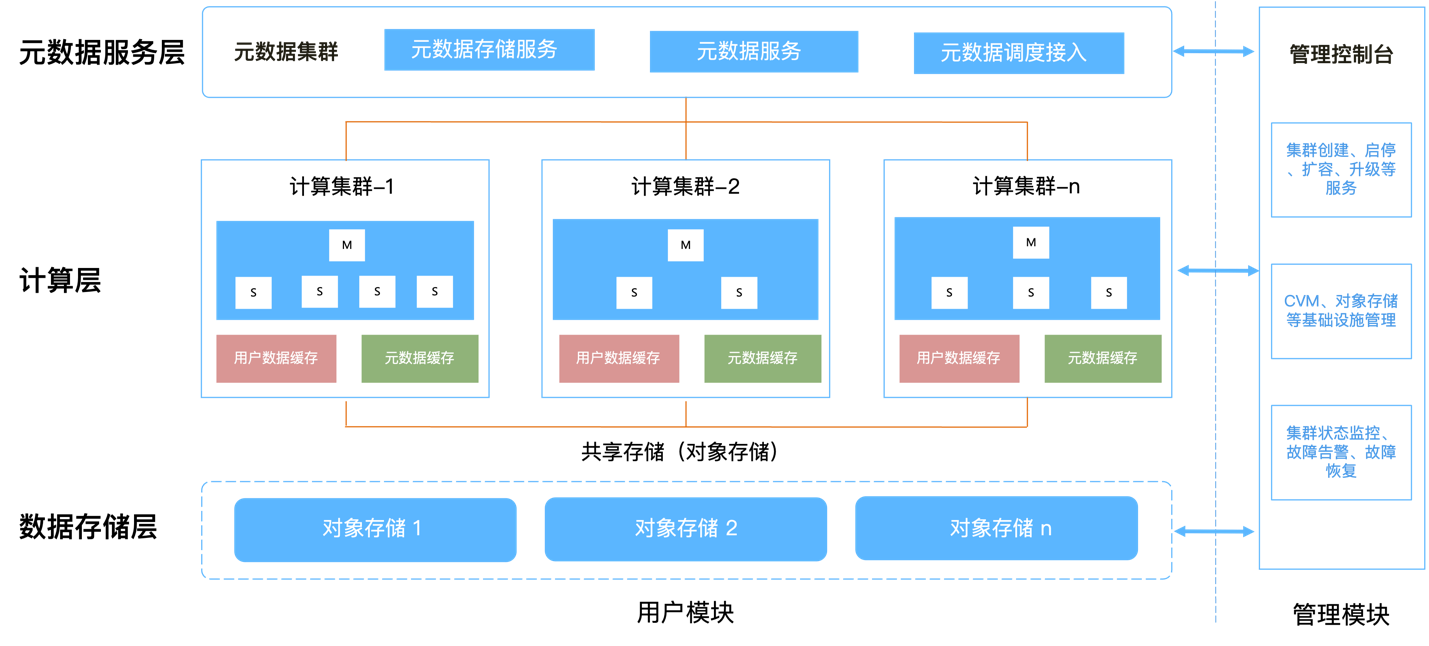 元数据服务层
元数据集群
元数据存储服务
元数据服务
元数据调度接入
计算层
计算集群-1
M
S
S
S
S
用户数据缓存
元数据缓存
计算集群-2
M
S
S
用户数据缓存
元数据缓存
计算集群-n
M
S
S
S
用户数据缓存
元数据缓存
共享存储（对象存储）
数据存储层
对象存储 1
对象存储 2
对象存储 n
用户模块
管理控制台
集群创建、启停
、扩容、升级等
服务
CVM、对象存储
等基础设施管理
集群状态监控、
故障告警、故障
恢复
管理模块